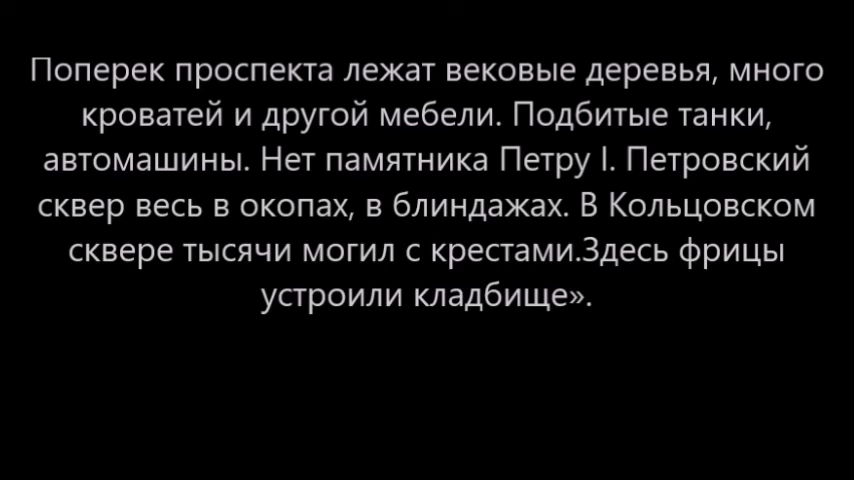 Поперек проспекта лежат вековые деревья, много
кроватей и другой мебели. Подбитые танки,
автомашины. Нет памятника Петру I. Петровский
сквер весь в окопах, в блиндажах. В Кольцовском
сквере тысячи могил с крестами.Здесь фрицы
устроили кладбище».